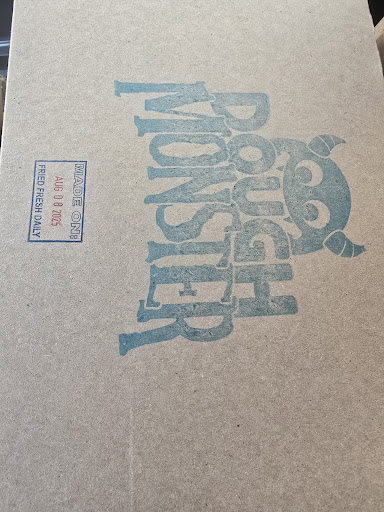 DOUGH
MONSTER
MADE ON:
AUG 08 2025
FRIED FRESH DAILY